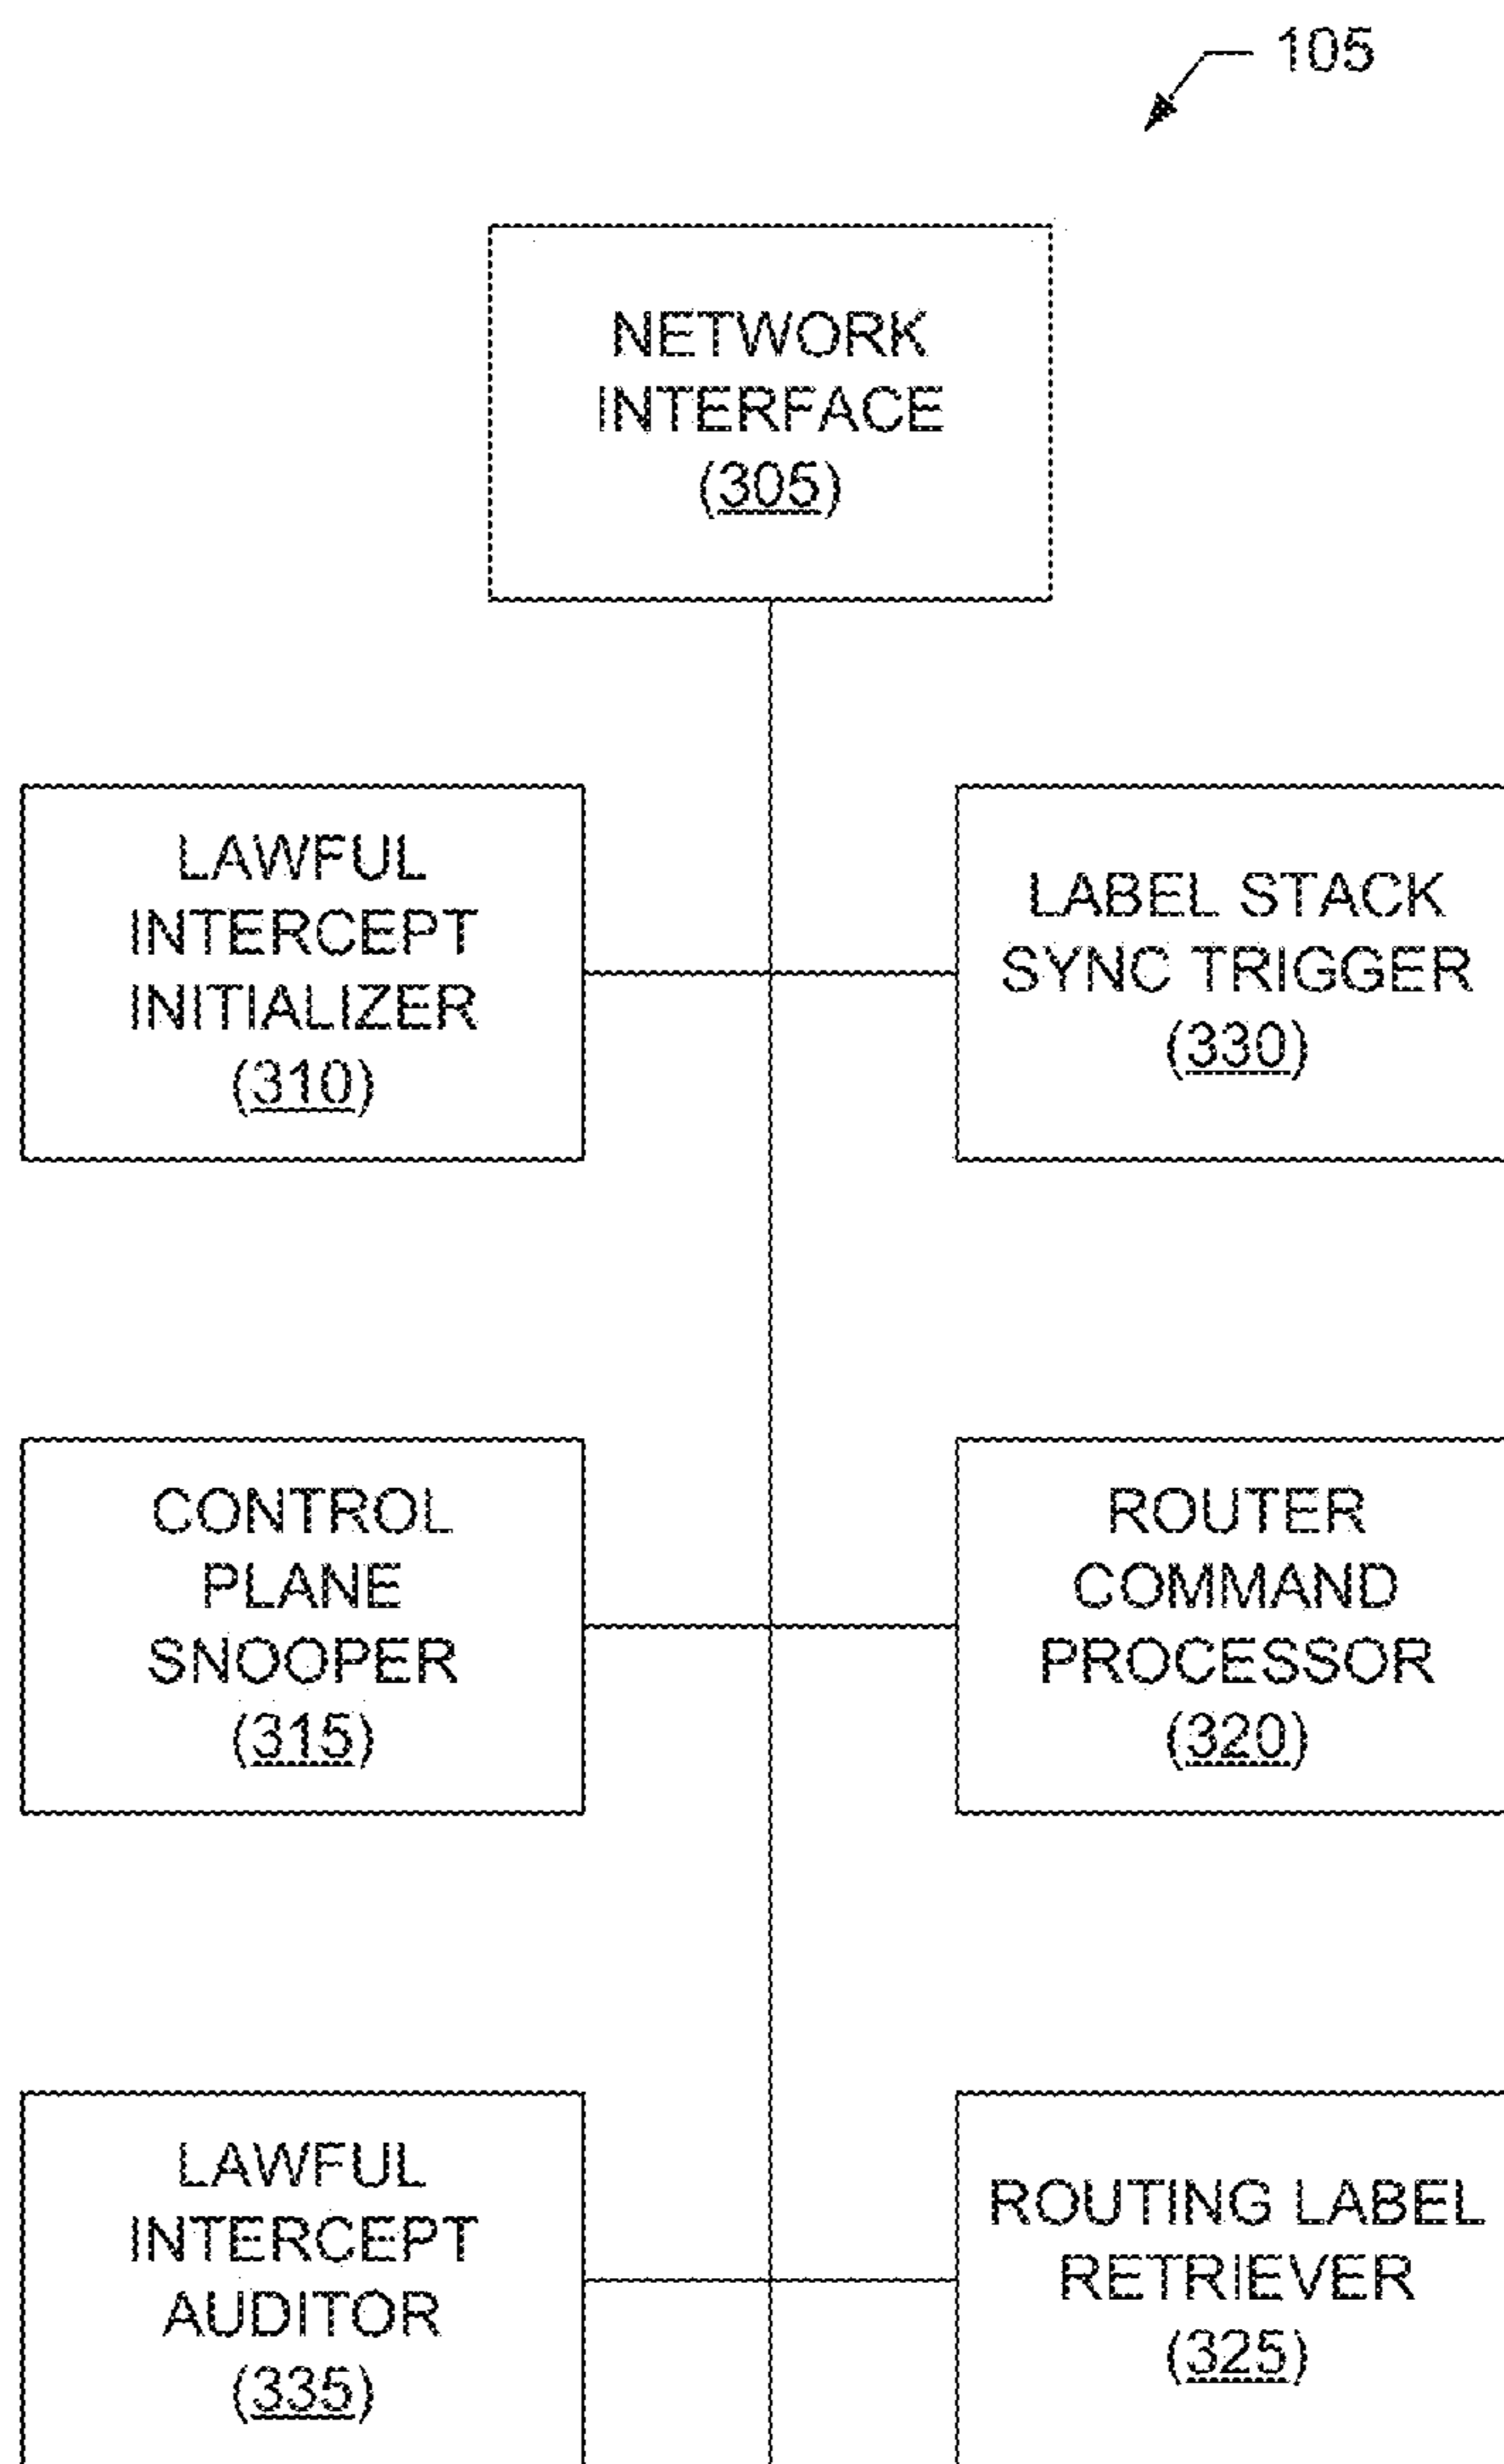 105
NETWORK
INTERFACE
(305)
LAWFUL
INTERCEPT
INITIALIZER
(310)
LABEL STACK
SYNC TRIGGER
(330)
CONTROL
PLANE
SNOOPER
(315)
ROUTER
COMMAND
PROCESSOR
(320)
LAWFUL
INTERCEPT
AUDITOR
(335)
ROUTING LABEL
RETRIEVER
(325)